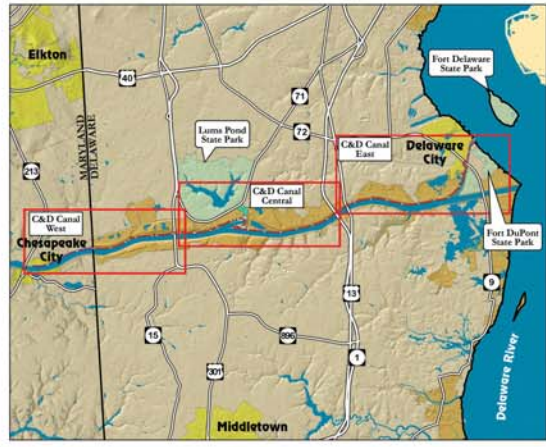 Elkton
40
Fort Delaware
State Park
71
MARYLAND
DELAWARE
Lums Pond
State Park
72
C&D Canal
East
Delaware
City
213
C&D Canal
West
C&D Canal
Central
Chesapeake
City
Fort DuPont
State Park
13
9
15
896
1
301
Middletown
Delaware River